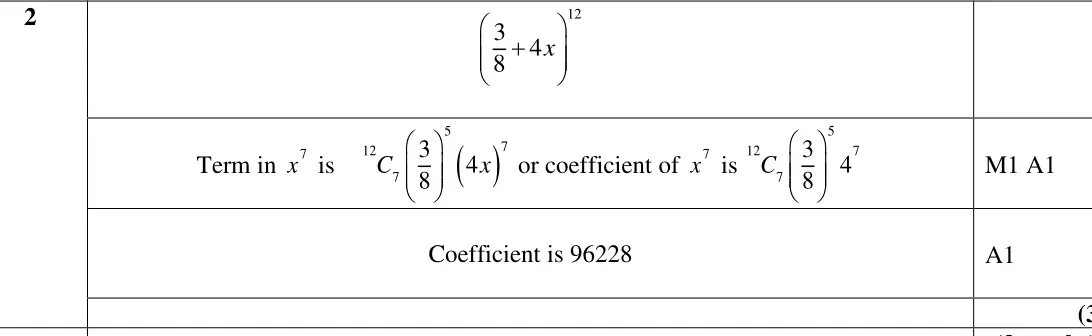 2
(3/8 + 4x)^12
Term in x^7 is ^12C_7 (3/8)^5 (4x)^7 or coefficient of x^7 is ^12C_7 (3/8)^5 4^7 M1 A1
Coefficient is 96228 A1
(3